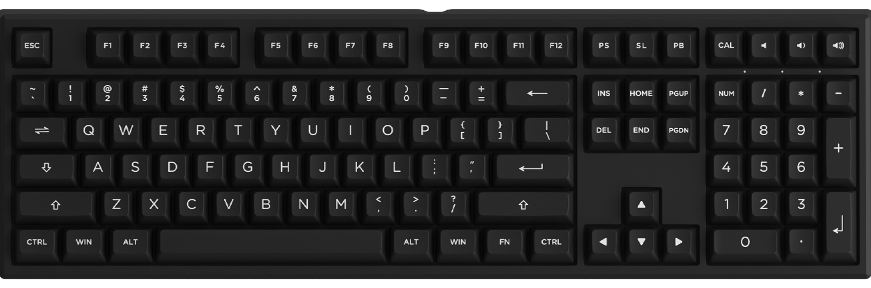 ESC F1 F2 F3 F4 F5 F6 F7 F8 F9 F10 F11 F12 PS SL PB CAL
~ ! @ # $ % ^ & * ( ) — +
` 1 2 3 4 5 6 7 8 9 0 - = INS HOME PGUP NUM / * -
Q W E R T Y U I O P { } |
[ ] \ DEL END PGDN 7 8 9 +
A S D F G H J K L : "
; ' 4 5 6
Z X C V B N M < > ?
, . / 1 2 3
CTRL WIN ALT ALT WIN FN CTRL 0 .